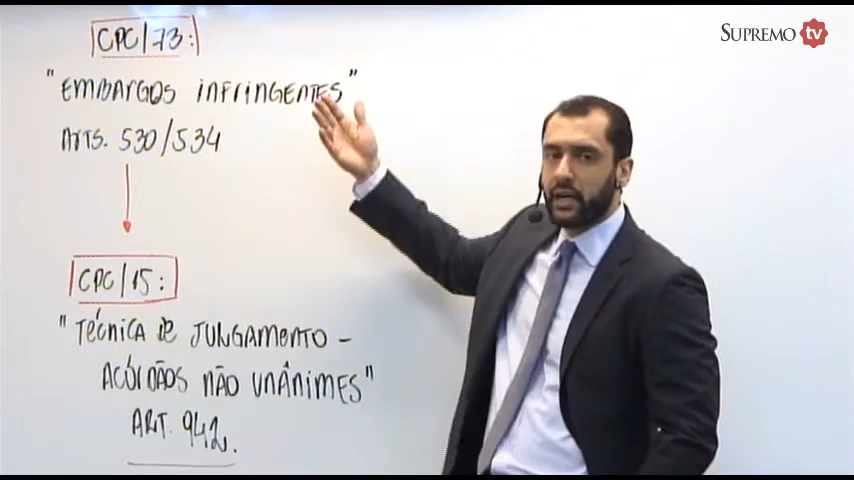 SUPREMO tv
CPC/73:
"EMBARGOS INFRINGENTES"
ARTS. 530/534
CPC/15:
"TÉCNICA DE JULGAMENTO -
ACÓRDÃOS NÃO UNÂNIMES"
ART. 942.